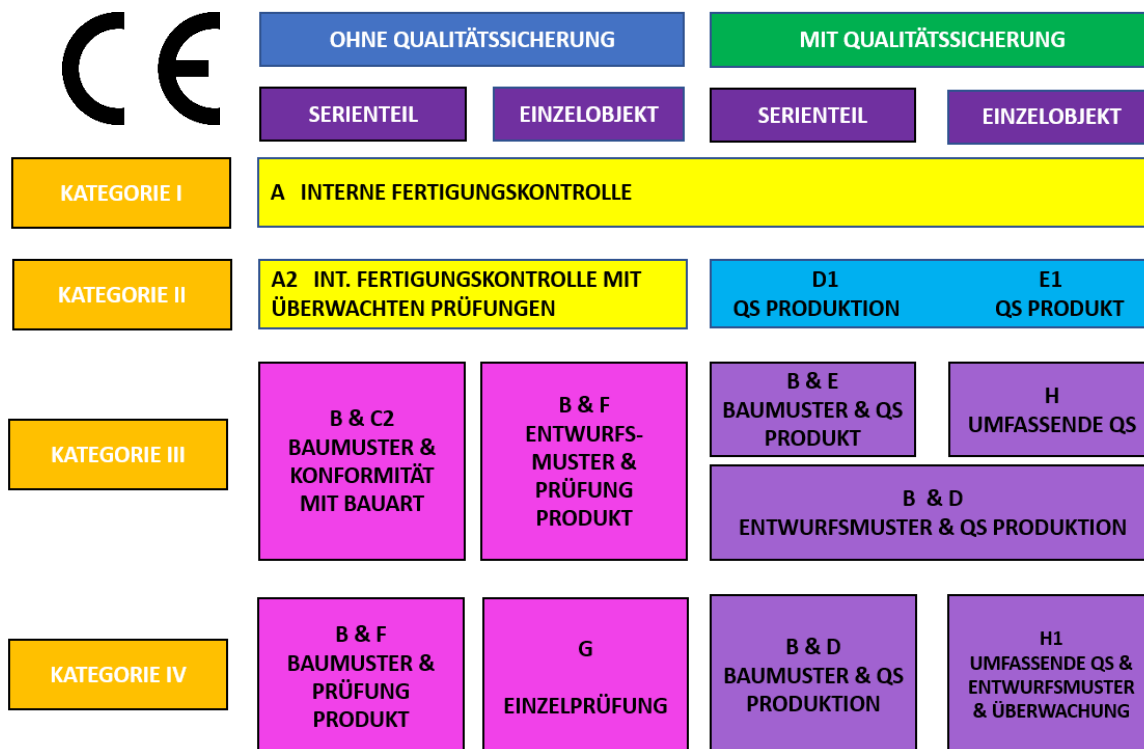 CE
OHNE QUALITÄTSSICHERUNG
MIT QUALITÄTSSICHERUNG
SERIENTEIL
EINZELOBJEKT
SERIENTEIL
EINZELOBJEKT
KATEGORIE I
A INTERNE FERTIGUNGSKONTROLLE
KATEGORIE II
A2 INT. FERTIGUNGSKONTROLLE MIT
ÜBERWACHTEN PRÜFUNGEN
D1
QS PRODUKTION
E1
QS PRODUKT
KATEGORIE III
B & C2
BAUMUSTER &
KONFORMITÄT
MIT BAUART
B & F
ENTWURFS-
MUSTER &
PRÜFUNG
PRODUKT
B & E
BAUMUSTER & QS
PRODUKT
H
UMFASSENDE QS
B & D
ENTWURFSMUSTER & QS PRODUKTION
KATEGORIE IV
B & F
BAUMUSTER &
PRÜFUNG
PRODUKT
G
EINZELPRÜFUNG
B & D
BAUMUSTER & QS
PRODUKTION
H1
UMFASSENDE QS &
ENTWURFSMUSTER
& ÜBERWACHUNG